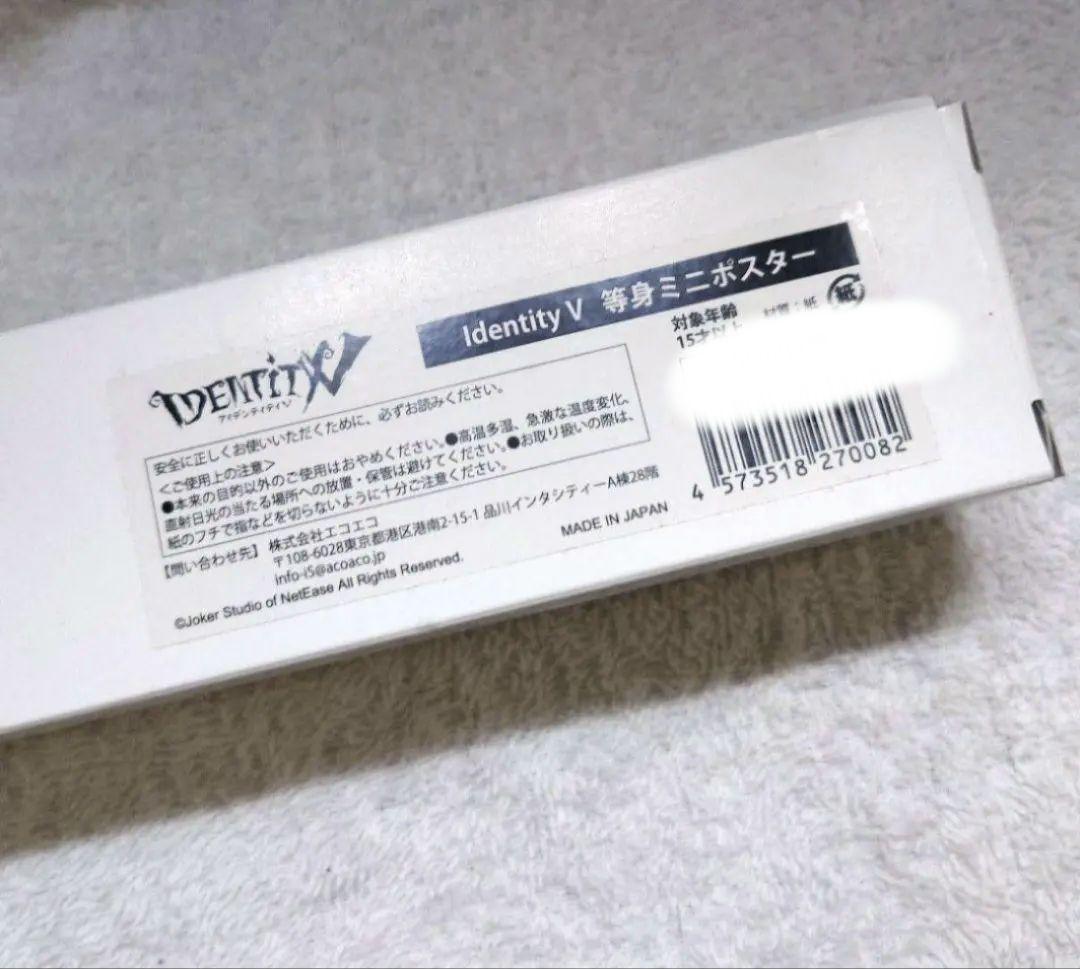 IDENTITY V
アイデンティティV
Identity V 等身ミニポスター
対象年齢
15才以上
材質：紙
紙
安全に正しくお使いいただくために、必ずお読みください。
＜ご使用上の注意＞
●本来の目的以外のご使用はおやめください。●高温多湿、急激な温度変化、
直射日光の当たる場所への放置・保管は避けてください。●お取り扱いの際は、
紙のフチで指などを切らないように十分ご注意ください。
【問い合わせ先】 株式会社エコエコ
〒108-6028東京都港区港南2-15-1 品川インタシティーA棟28階
info-i5@acoaco.jp
MADE IN JAPAN
©Joker Studio of NetEase All Rights Reserved.
4 573518 270082